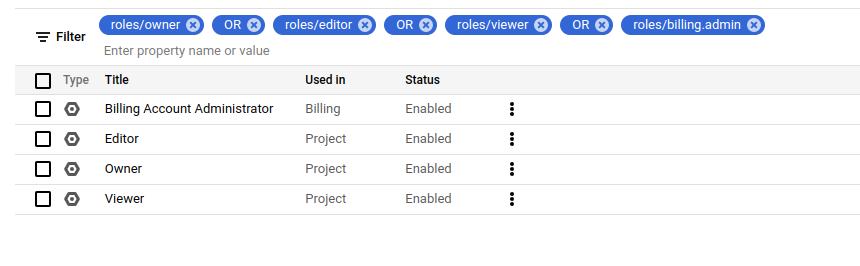 Filter roles/owner OR roles/editor OR roles/viewer OR roles/billing.admin
Enter property name or value
Type Title Used in Status
Billing Account Administrator Billing Enabled
Editor Project Enabled
Owner Project Enabled
Viewer Project Enabled